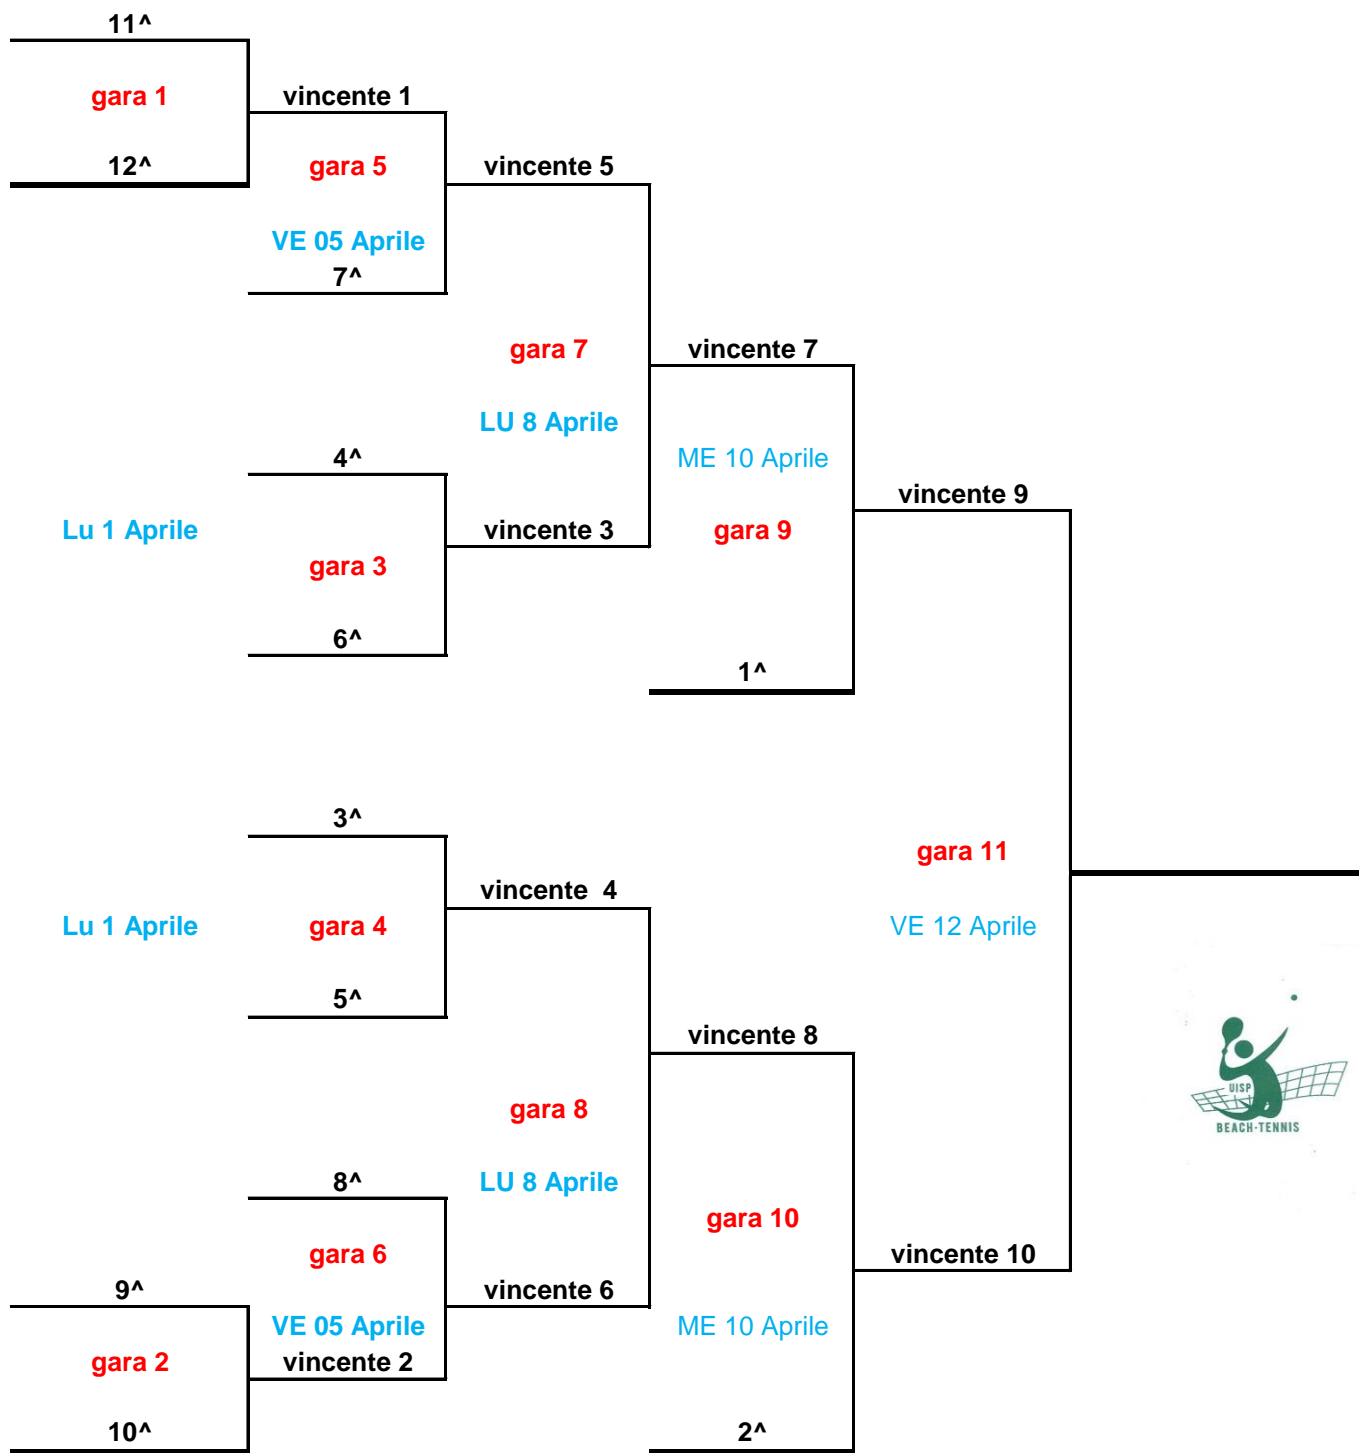 11^
gara 1
vincente 1
12^
gara 5
vincente 5
VE 05 Aprile
7^
gara 7
vincente 7
LU 8 Aprile
4^
ME 10 Aprile
vincente 9
Lu 1 Aprile
vincente 3
gara 9
gara 3
6^
1^
3^
gara 11
vincente  4
Lu 1 Aprile
gara 4
VE 12 Aprile
5^
vincente 8
UISP
gara 8
BEACH-TENNIS
8^
LU 8 Aprile
gara 10
gara 6
vincente 10
9^
vincente 6
VE 05 Aprile
ME 10 Aprile
gara 2
vincente 2
10^
2^